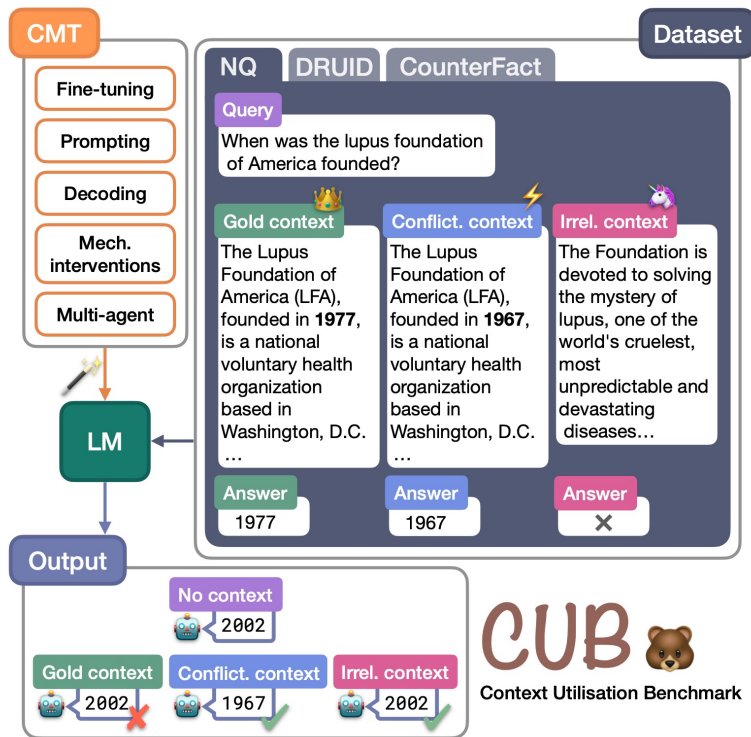 CMT
Fine-tuning
Prompting
Decoding
Mech.
interventions
Multi-agent
LM
Dataset
NQ
DRUID
CounterFact
Query
When was the lupus foundation
of America founded?
Gold context
The Lupus
Foundation of
America (LFA),
founded in 1977,
is a national
voluntary health
organization
based in
Washington, D.C.
...
Answer
1977
Conflict. context
The Lupus
Foundation of
America (LFA),
founded in 1967,
is a national
voluntary health
organization
based in
Washington, D.C.
...
Answer
1967
Irrel. context
The Foundation is
devoted to solving
the mystery of
lupus, one of the
world's cruelest,
most
unpredictable and
devastating
diseases...
Answer
Output
No context
2002
Gold context
2002
Conflict. context
1967
Irrel. context
2002
CUB
Context Utilisation Benchmark